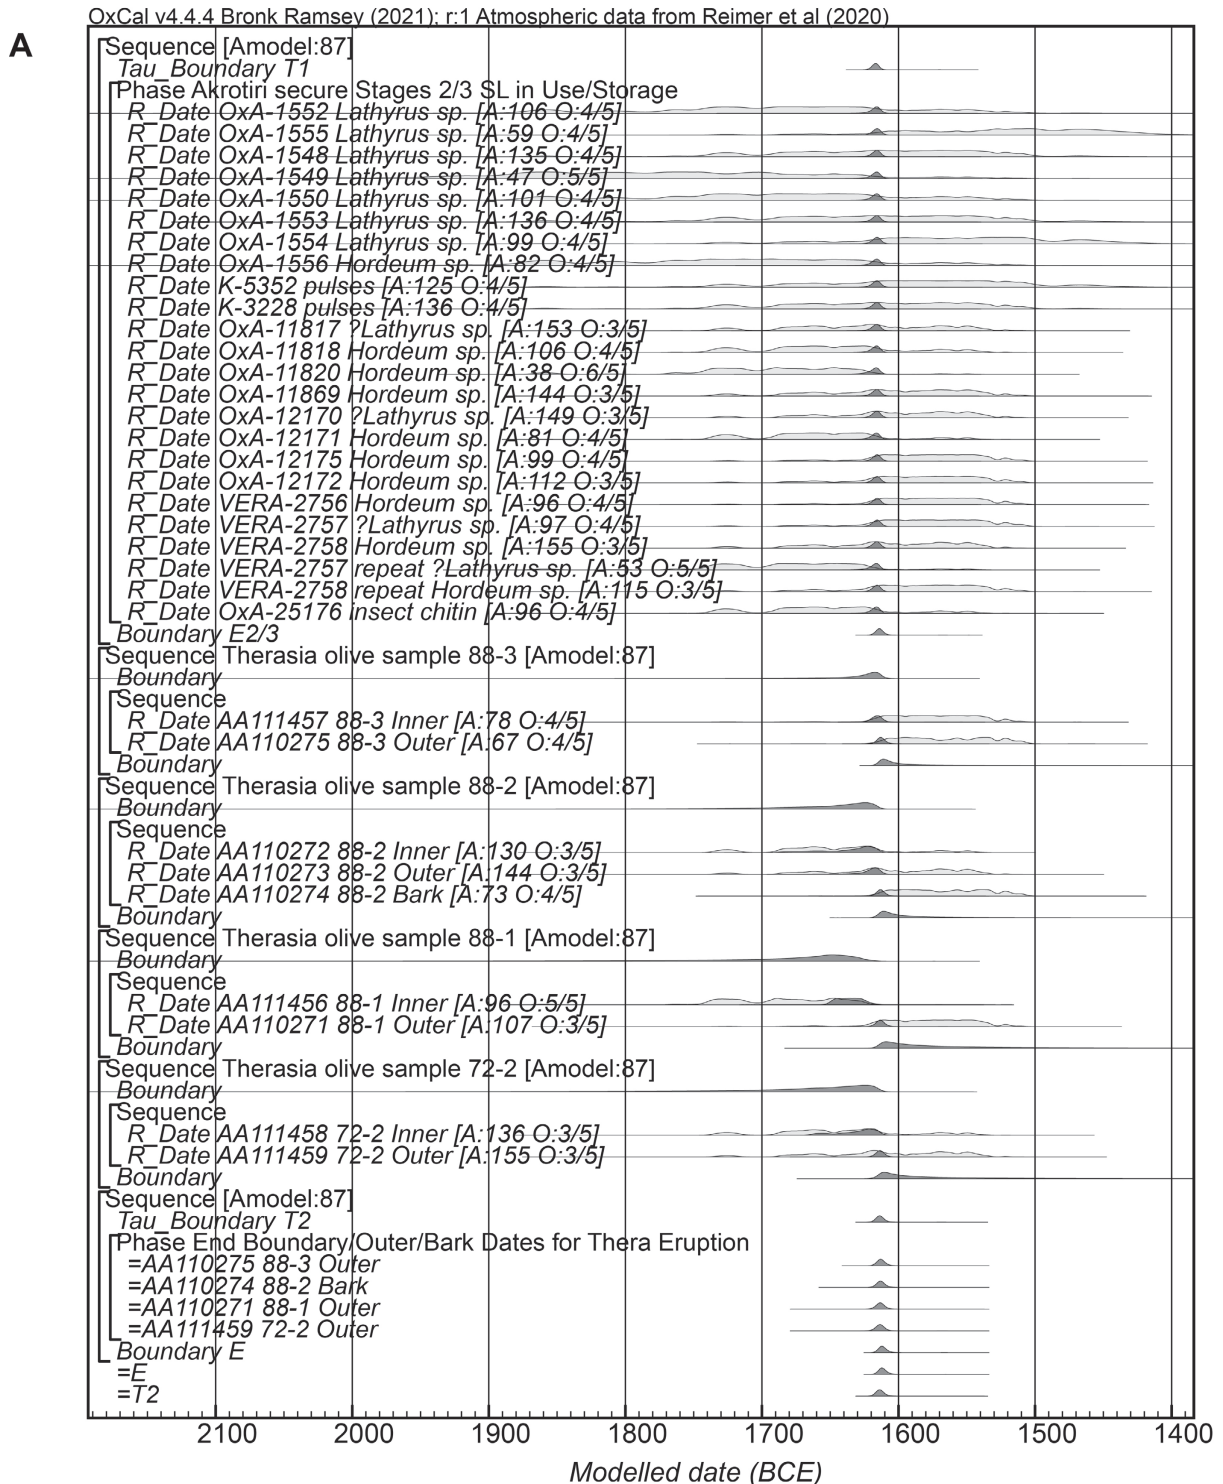 OxCal v4.4.4 Bronk Ramsey (2021); r:1 Atmospheric data from Reimer et al (2020)
A
Sequence [Amodel:87]
Tau_Boundary T1
Phase Akrotiri secure Stages 2/3 SL in Use/Storage
R_Date OxA-1552 Lathyrus sp. [A:106 O:4/5]
R_Date OxA-1555 Lathyrus sp. [A:59 O:4/5]
R_Date OxA-1548 Lathyrus sp. [A:135 O:4/5]
R_Date OxA-1549 Lathyrus sp. [A:47 O:5/5]
R_Date OxA-1550 Lathyrus sp. [A:101 O:4/5]
R_Date OxA-1553 Lathyrus sp. [A:136 O:4/5]
R_Date OxA-1554 Lathyrus sp. [A:99 O:4/5]
R_Date OxA-1556 Hordeum sp. [A:82 O:4/5]
R_Date K-5352 pulses [A:125 O:4/5]
R_Date K-3228 pulses [A:136 O:4/5]
R_Date OxA-11817 ?Lathyrus sp. [A:153 O:3/5]
R_Date OxA-11818 Hordeum sp. [A:106 O:4/5]
R_Date OxA-11820 Hordeum sp. [A:38 O:6/5]
R_Date OxA-11869 Hordeum sp. [A:144 O:3/5]
R_Date OxA-12170 ?Lathyrus sp. [A:149 O:3/5]
R_Date OxA-12171 Hordeum sp. [A:81 O:4/5]
R_Date OxA-12175 Hordeum sp. [A:99 O:4/5]
R_Date OxA-12172 Hordeum sp. [A:112 O:3/5]
R_Date VERA-2756 Hordeum sp. [A:96 O:4/5]
R_Date VERA-2757 ?Lathyrus sp. [A:97 O:4/5]
R_Date VERA-2758 Hordeum sp. [A:155 O:3/5]
R_Date VERA-2757 repeat ?Lathyrus sp. [A:53 O:5/5]
R_Date VERA-2758 repeat Hordeum sp. [A:115 O:3/5]
R_Date OxA-25176 insect chitin [A:96 O:4/5]
Boundary E2/3
Sequence Therasia olive sample 88-3 [Amodel:87]
Boundary
Sequence
R_Date AA111457 88-3 Inner [A:78 O:4/5]
R_Date AA110275 88-3 Outer [A:67 O:4/5]
Boundary
Sequence Therasia olive sample 88-2 [Amodel:87]
Boundary
Sequence
R_Date AA110272 88-2 Inner [A:130 O:3/5]
R_Date AA110273 88-2 Outer [A:144 O:3/5]
R_Date AA110274 88-2 Bark [A:73 O:4/5]
Boundary
Sequence Therasia olive sample 88-1 [Amodel:87]
Boundary
Sequence
R_Date AA111456 88-1 Inner [A:96 O:5/5]
R_Date AA110271 88-1 Outer [A:107 O:3/5]
Boundary
Sequence Therasia olive sample 72-2 [Amodel:87]
Boundary
Sequence
R_Date AA111458 72-2 Inner [A:136 O:3/5]
R_Date AA111459 72-2 Outer [A:155 O:3/5]
Boundary
Sequence [Amodel:87]
Tau_Boundary T2
Phase End Boundary/Outer/Bark Dates for Thera Eruption
=AA110275 88-3 Outer
=AA110274 88-2 Bark
=AA110271 88-1 Outer
=AA111459 72-2 Outer
Boundary E
=E
=T2
2100 2000 1900 1800 1700 1600 1500 1400
Modelled date (BCE)